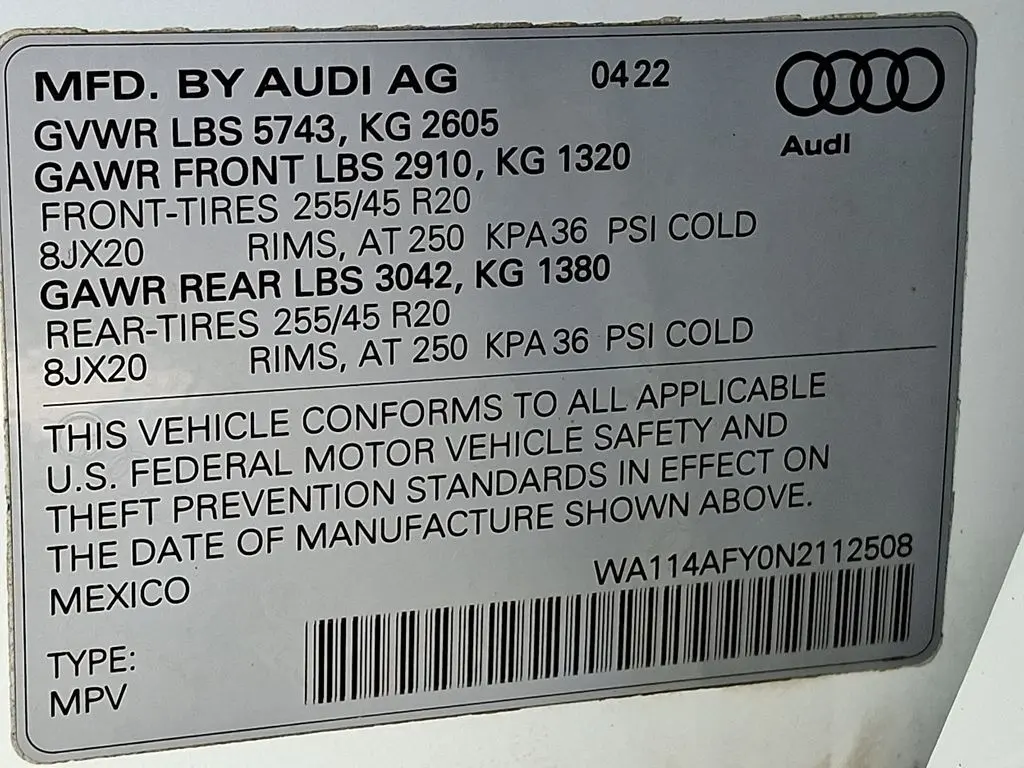 MFD. BY AUDI AG 0422
Audi
GVWR LBS 5743, KG 2605
GAWR FRONT LBS 2910, KG 1320
FRONT-TIRES 255/45 R20
8JX20 RIMS, AT 250 KPA 36 PSI COLD
GAWR REAR LBS 3042, KG 1380
REAR-TIRES 255/45 R20
8JX20 RIMS, AT 250 KPA 36 PSI COLD
THIS VEHICLE CONFORMS TO ALL APPLICABLE
U.S. FEDERAL MOTOR VEHICLE SAFETY AND
THEFT PREVENTION STANDARDS IN EFFECT ON
THE DATE OF MANUFACTURE SHOWN ABOVE.
MEXICO WA114AFY0N2112508
TYPE:
MPV